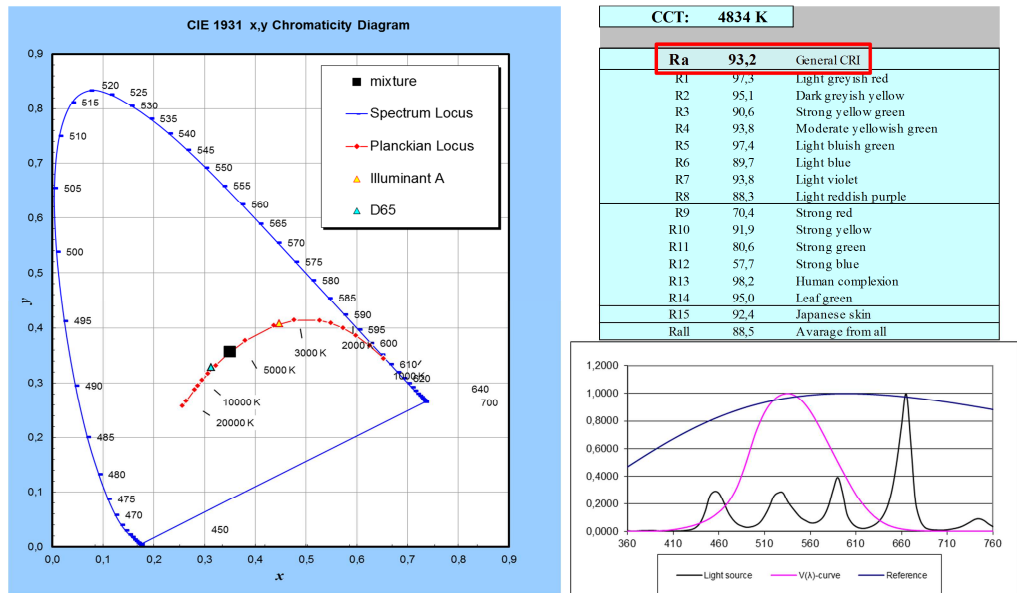 CIE 1931 x,y Chromaticity Diagram
0,9
0,8
0,7
0,6
0,5
0,4
0,3
0,2
0,1
0,0
y
0,0 0,1 0,2 0,3 0,4 0,5 0,6 0,7 0,8 0,9
x
mixture
Spectrum Locus
Planckian Locus
Illuminant A
D65
520
515
525
530
535
510
540
545
550
505
555
560
565
570
500
575
580
585
590
495
595
600
610
620
490
640
700
485
480
475
470
450
2000 K
3000 K
1000 K
5000 K
10000 K
20000 K
CCT: 4834 K
Ra 93,2 General CRI
R1 97,3 Light greyish red
R2 95,1 Dark greyish yellow
R3 90,6 Strong yellow green
R4 93,8 Moderate yellowish green
R5 97,4 Light bluish green
R6 89,7 Light blue
R7 93,8 Light violet
R8 88,3 Light reddish purple
R9 70,4 Strong red
R10 91,9 Strong yellow
R11 80,6 Strong green
R12 57,7 Strong blue
R13 98,2 Human complexion
R14 95,0 Leaf green
R15 92,4 Japanese skin
Rall 88,5 Avarage from all
1,2000
1,0000
0,8000
0,6000
0,4000
0,2000
0,0000
360 410 460 510 560 610 660 710 760
Light source V(λ)-curve Reference